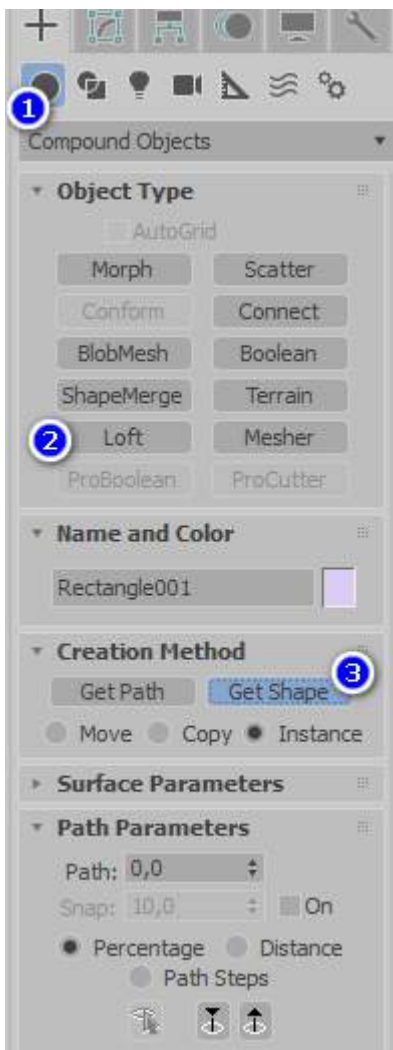 1
Compound Objects
Object Type
AutoGrid
Morph Scatter
Conform Connect
BlobMesh Boolean
ShapeMerge Terrain
2 Loft Mesher
ProBoolean ProCutter
Name and Color
Rectangle001
Creation Method
3
Get Path Get Shape
Move Copy Instance
Surface Parameters
Path Parameters
Path: 0,0
Snap: 10,0 On
Percentage Distance
Path Steps